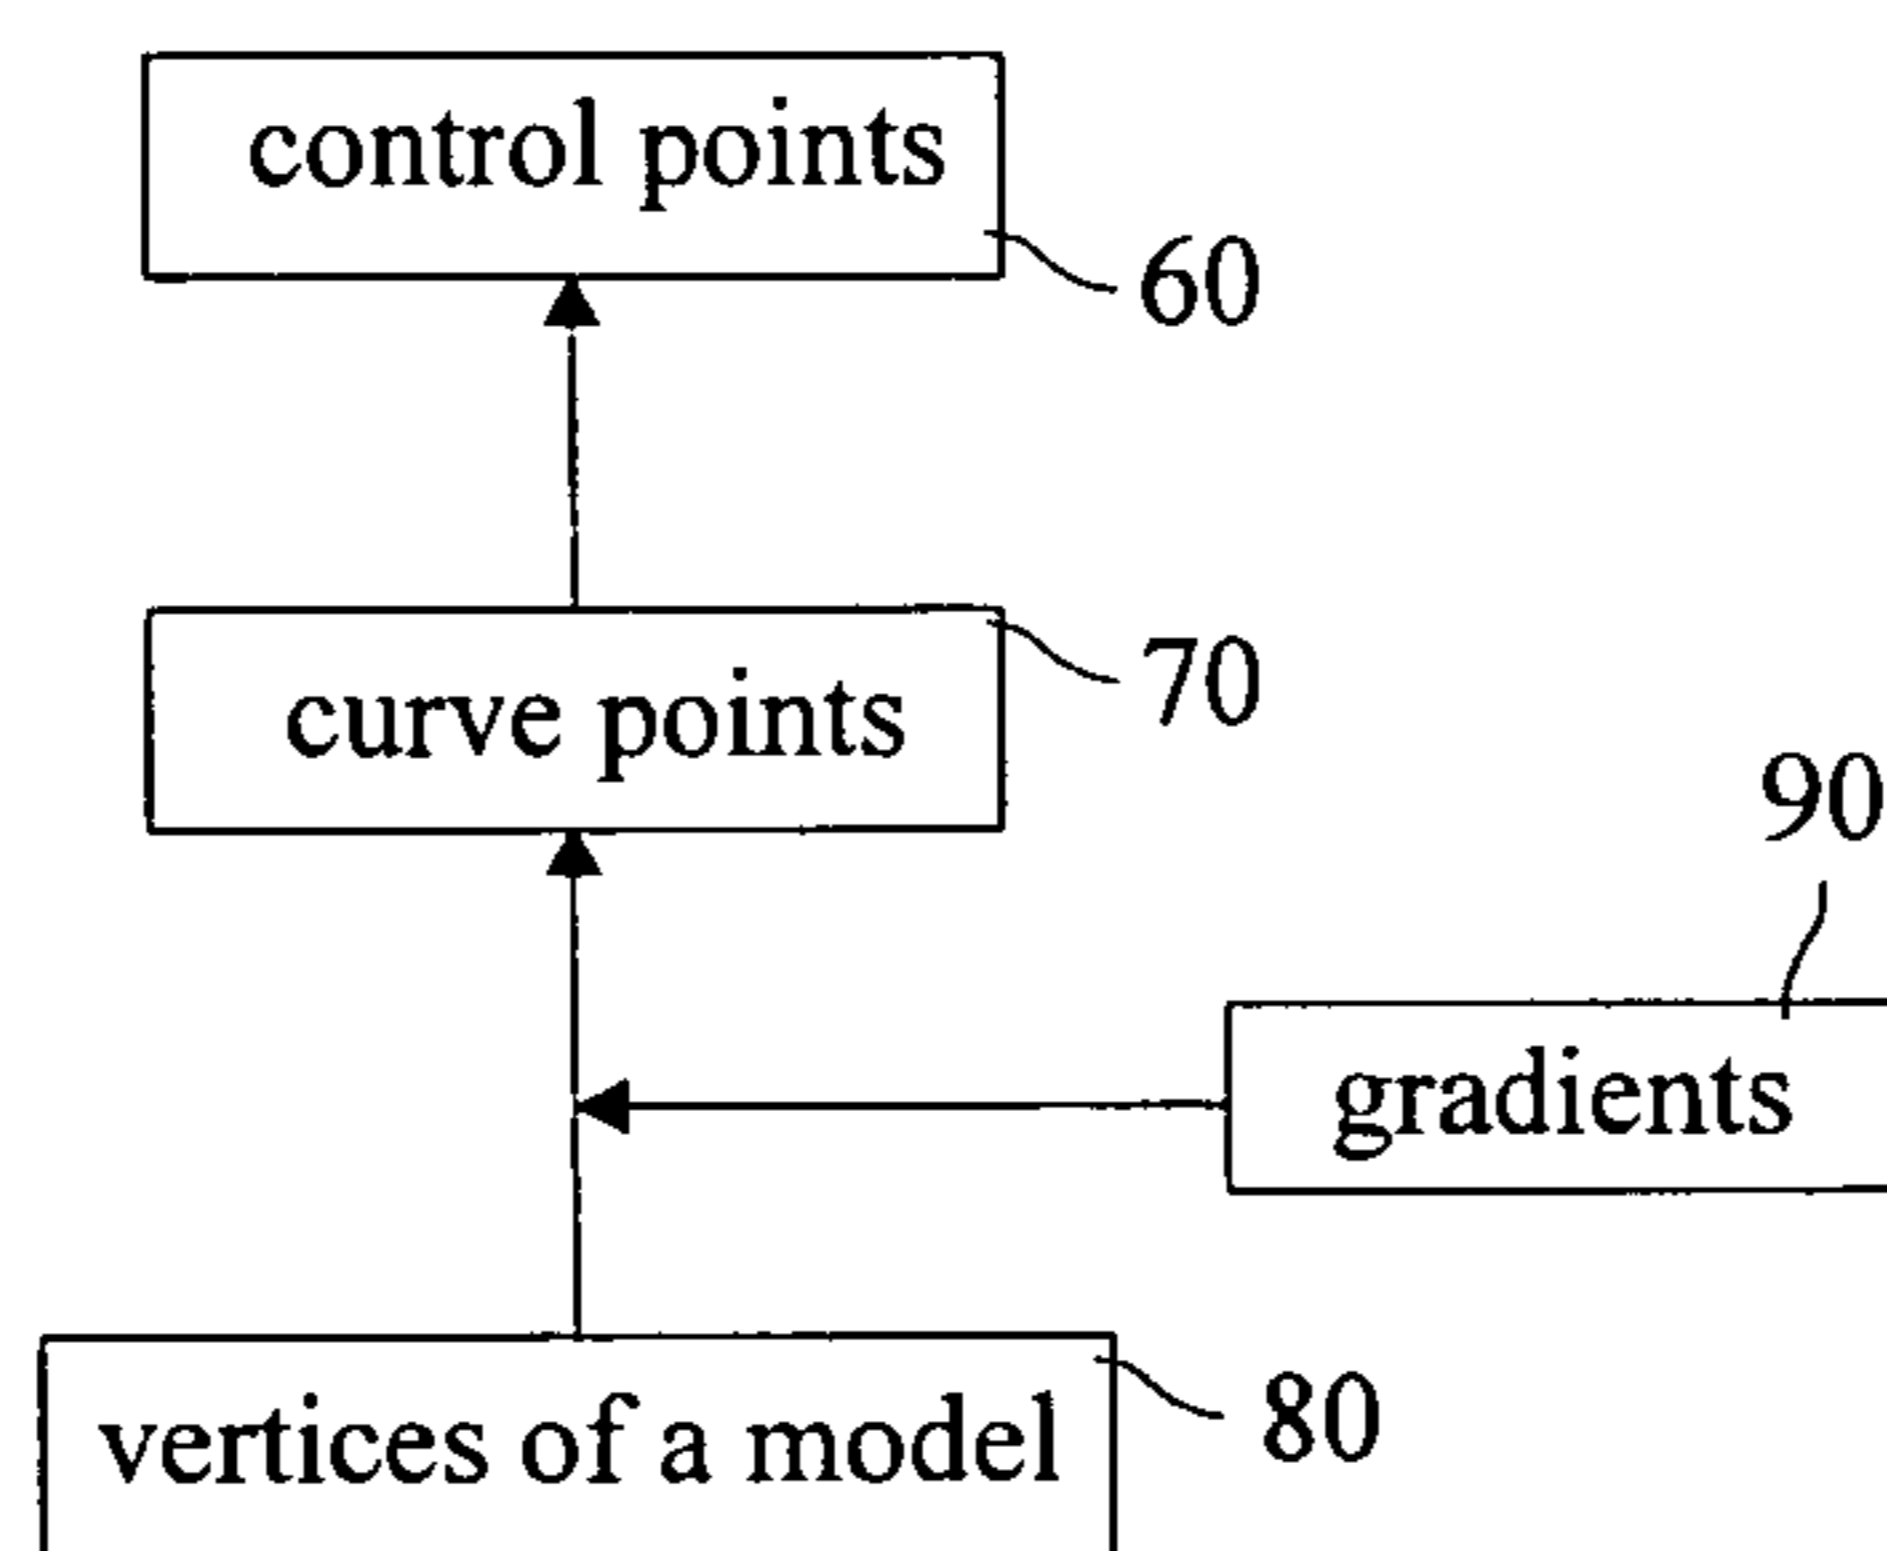 control points
60
70
curve points
90
gradients
80
vertices of a model